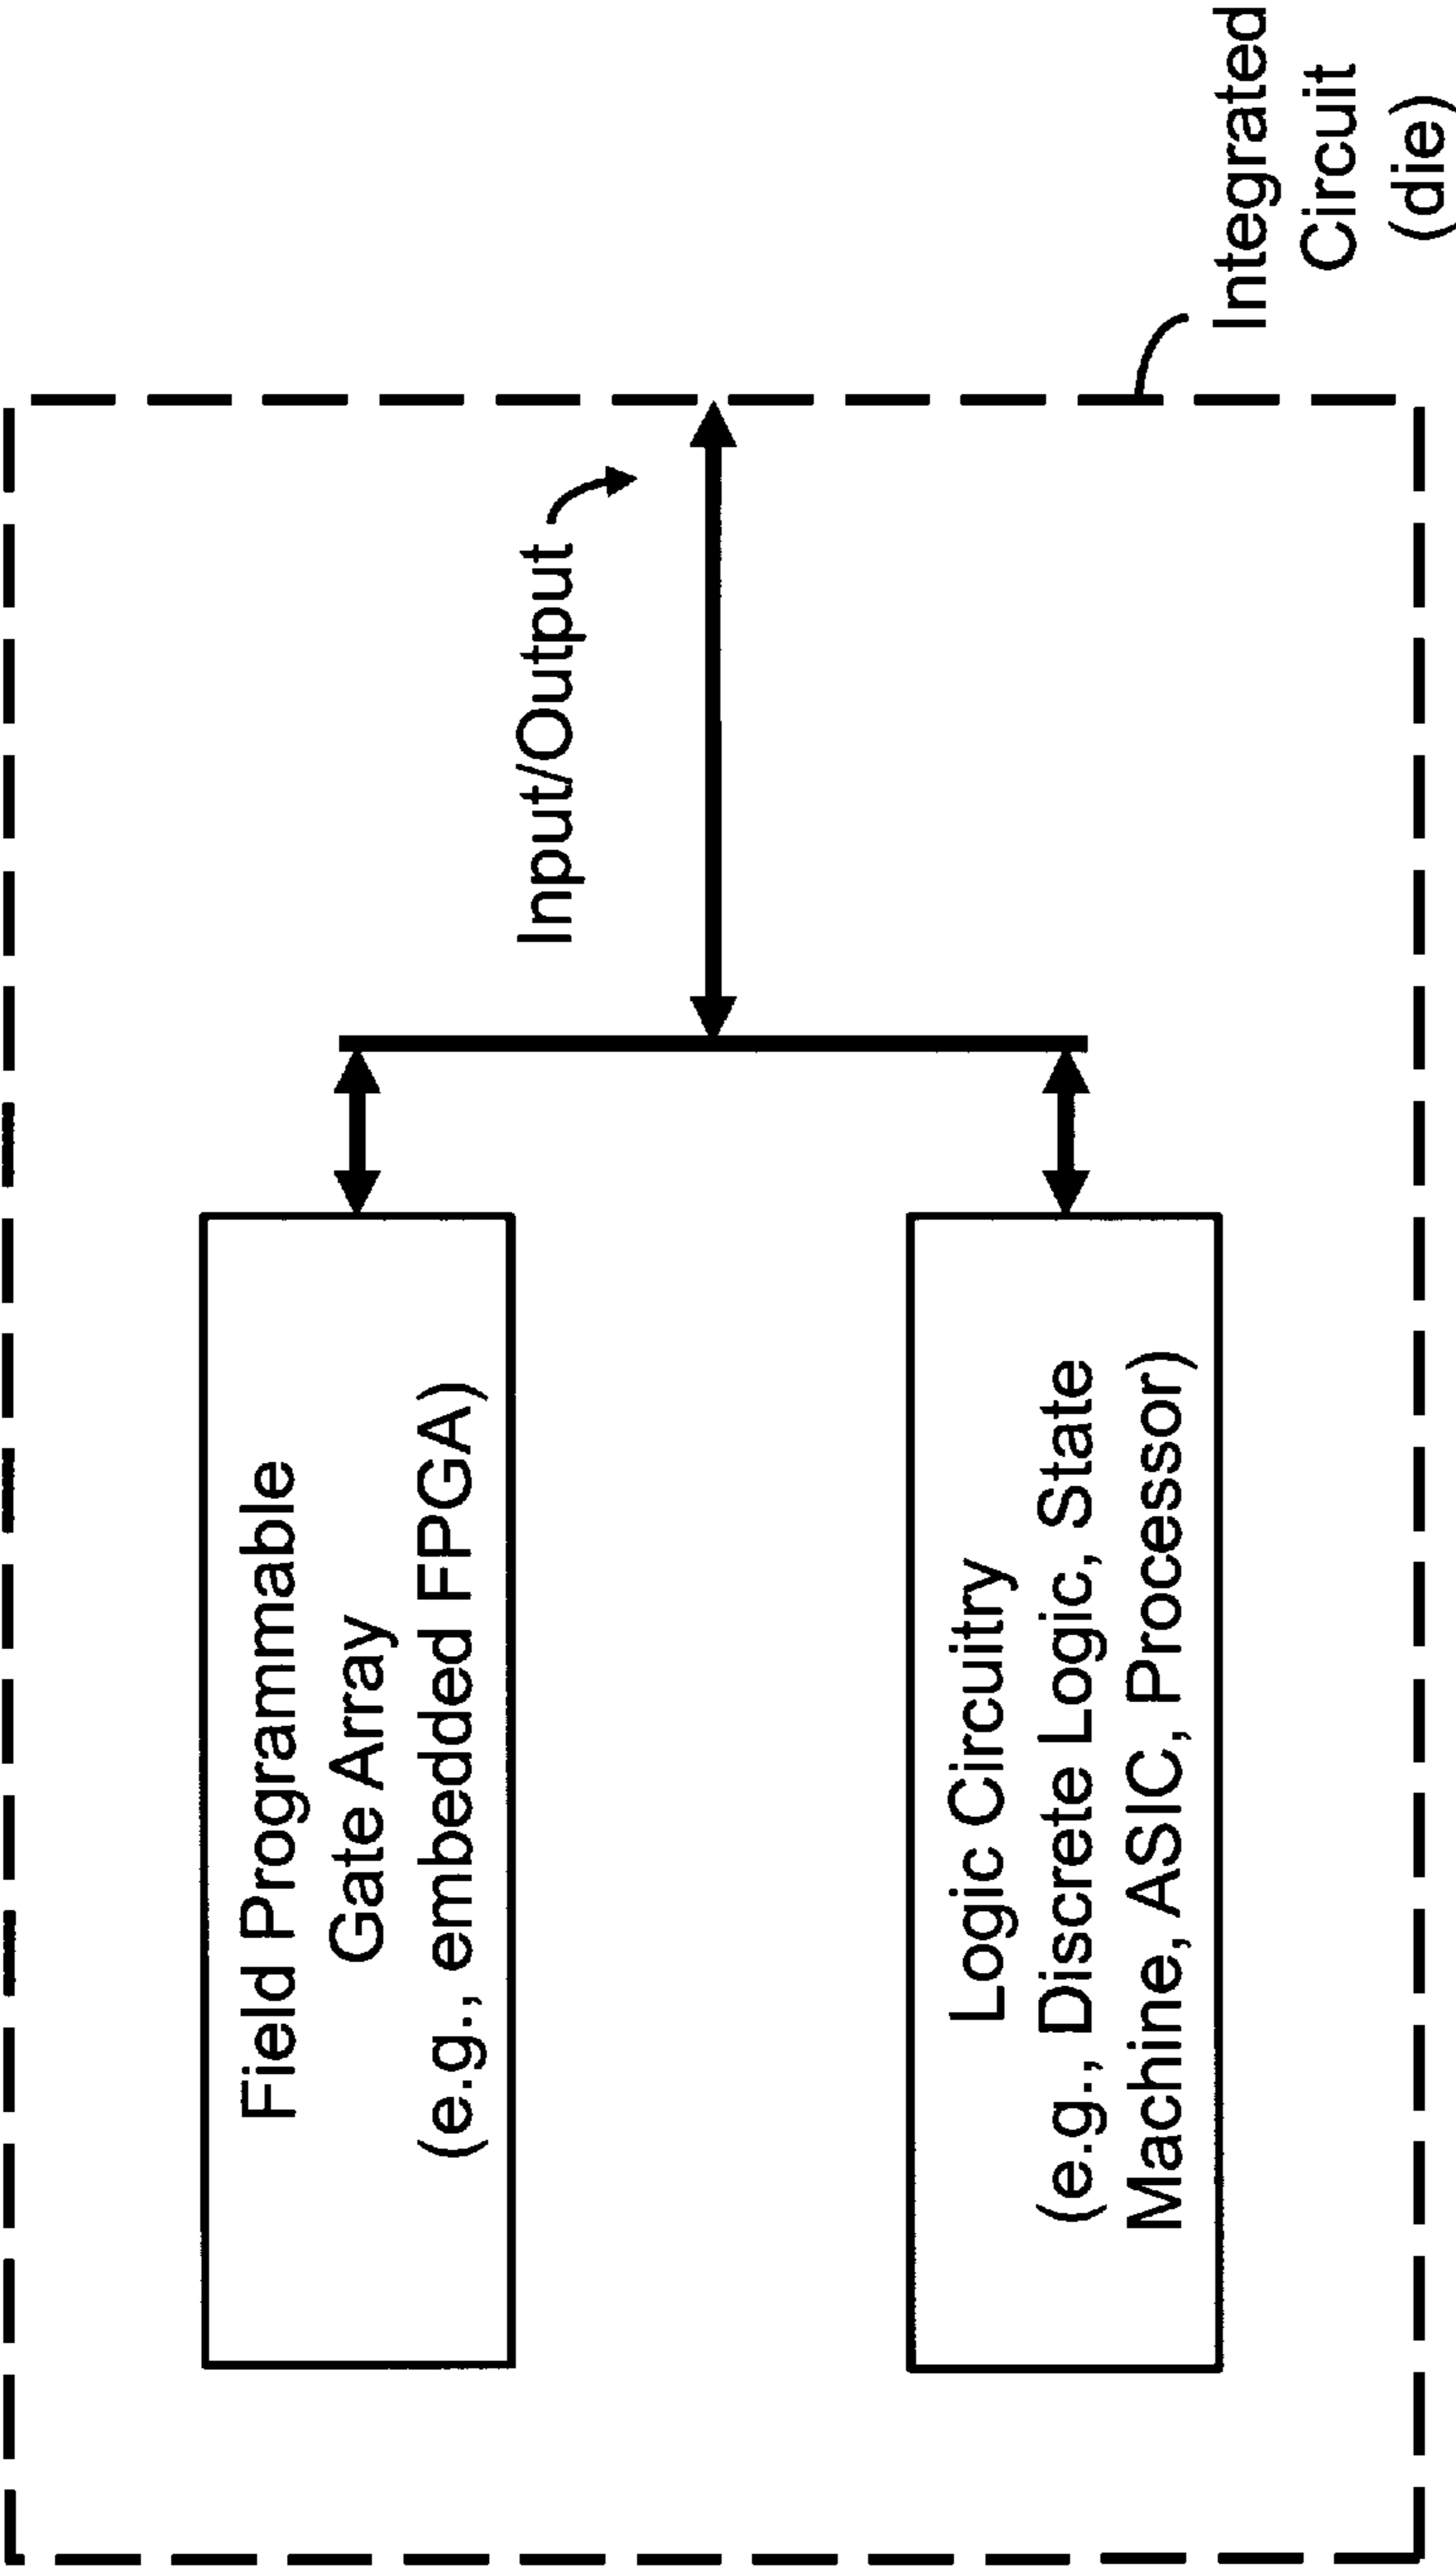 Field Programmable
Gate Array
(e.g., embedded FPGA)
Logic Circuitry
(e.g., Discrete Logic, State
Machine, ASIC, Processor)
Input/Output
Integrated
Circuit
(die)